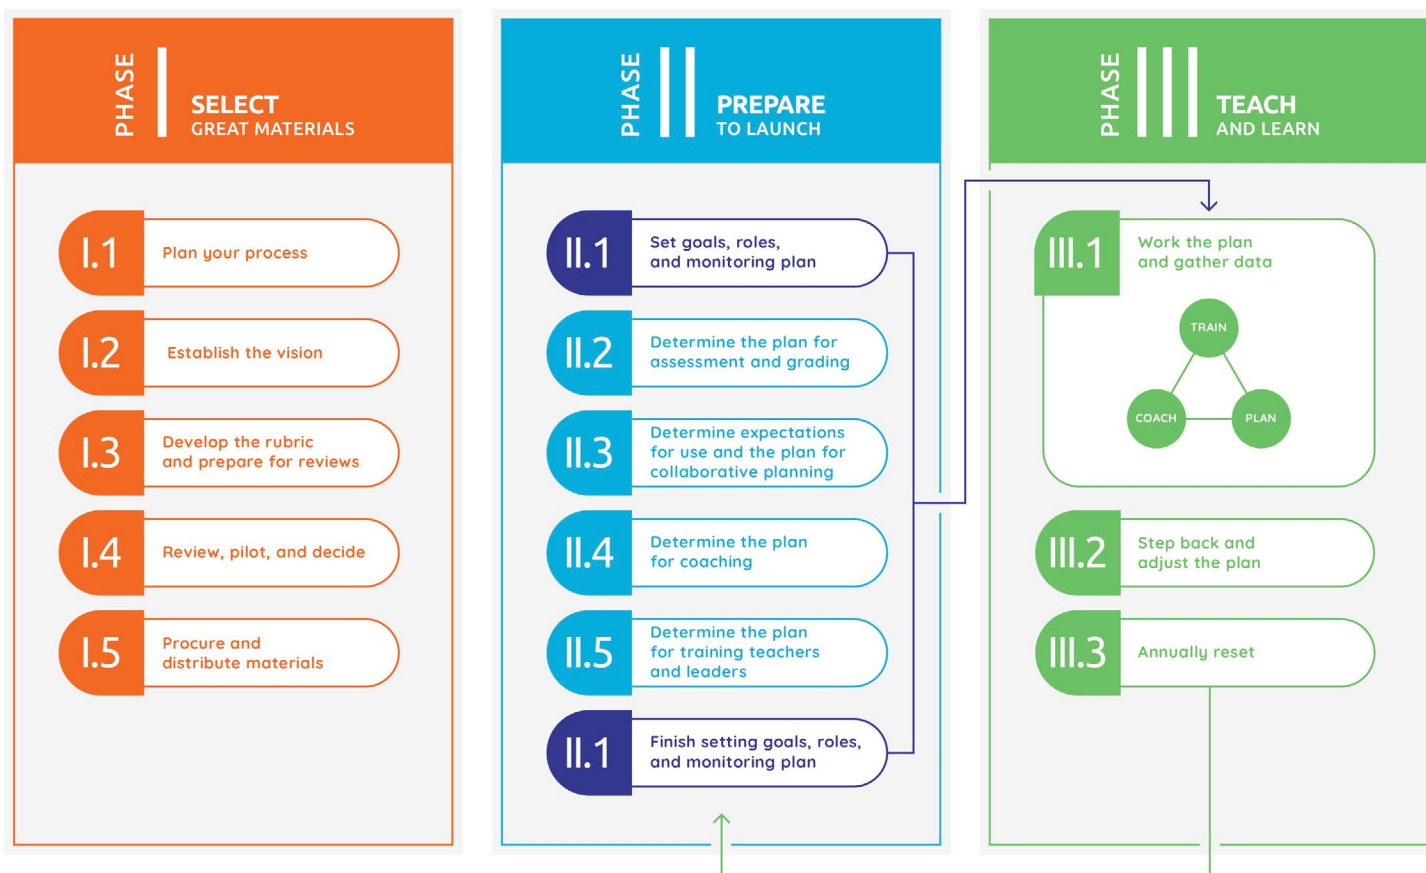 PHASE I
SELECT
GREAT MATERIALS
I.1
Plan your process
I.2
Establish the vision
I.3
Develop the rubric
and prepare for reviews
I.4
Review, pilot, and decide
I.5
Procure and
distribute materials
PHASE II
PREPARE
TO LAUNCH
II.1
Set goals, roles,
and monitoring plan
II.2
Determine the plan for
assessment and grading
II.3
Determine expectations
for use and the plan for
collaborative planning
II.4
Determine the plan
for coaching
II.5
Determine the plan
for training teachers
and leaders
II.1
Finish setting goals, roles,
and monitoring plan
PHASE III
TEACH
AND LEARN
III.1
Work the plan
and gather data
TRAIN
COACH
PLAN
III.2
Step back and
adjust the plan
III.3
Annually reset